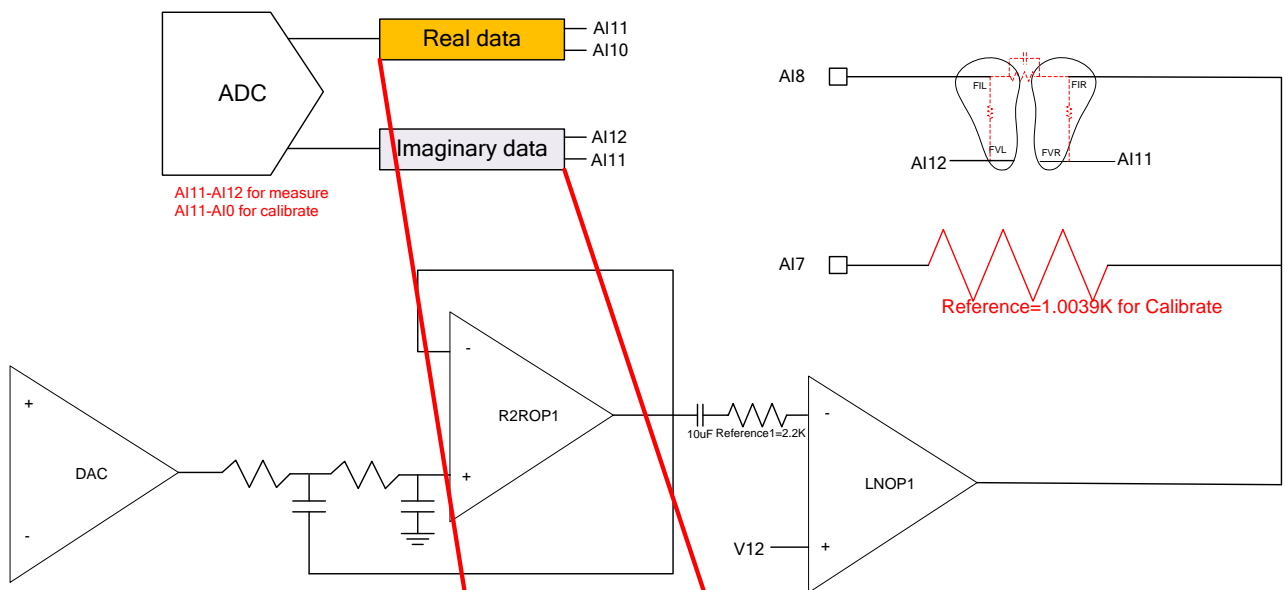 ADC
Real data
AI11
AI10
Imaginary data
AI12
AI11
AI11-AI12 for measure
AI11-AI0 for calibrate
AI8
FIL
FIR
FVL
FVR
AI12
AI11
AI7
Reference=1.0039K for Calibrate
+
DAC
-
-
R2ROP1
+
10uF
Reference1=2.2K
-
LNOP1
V12
+